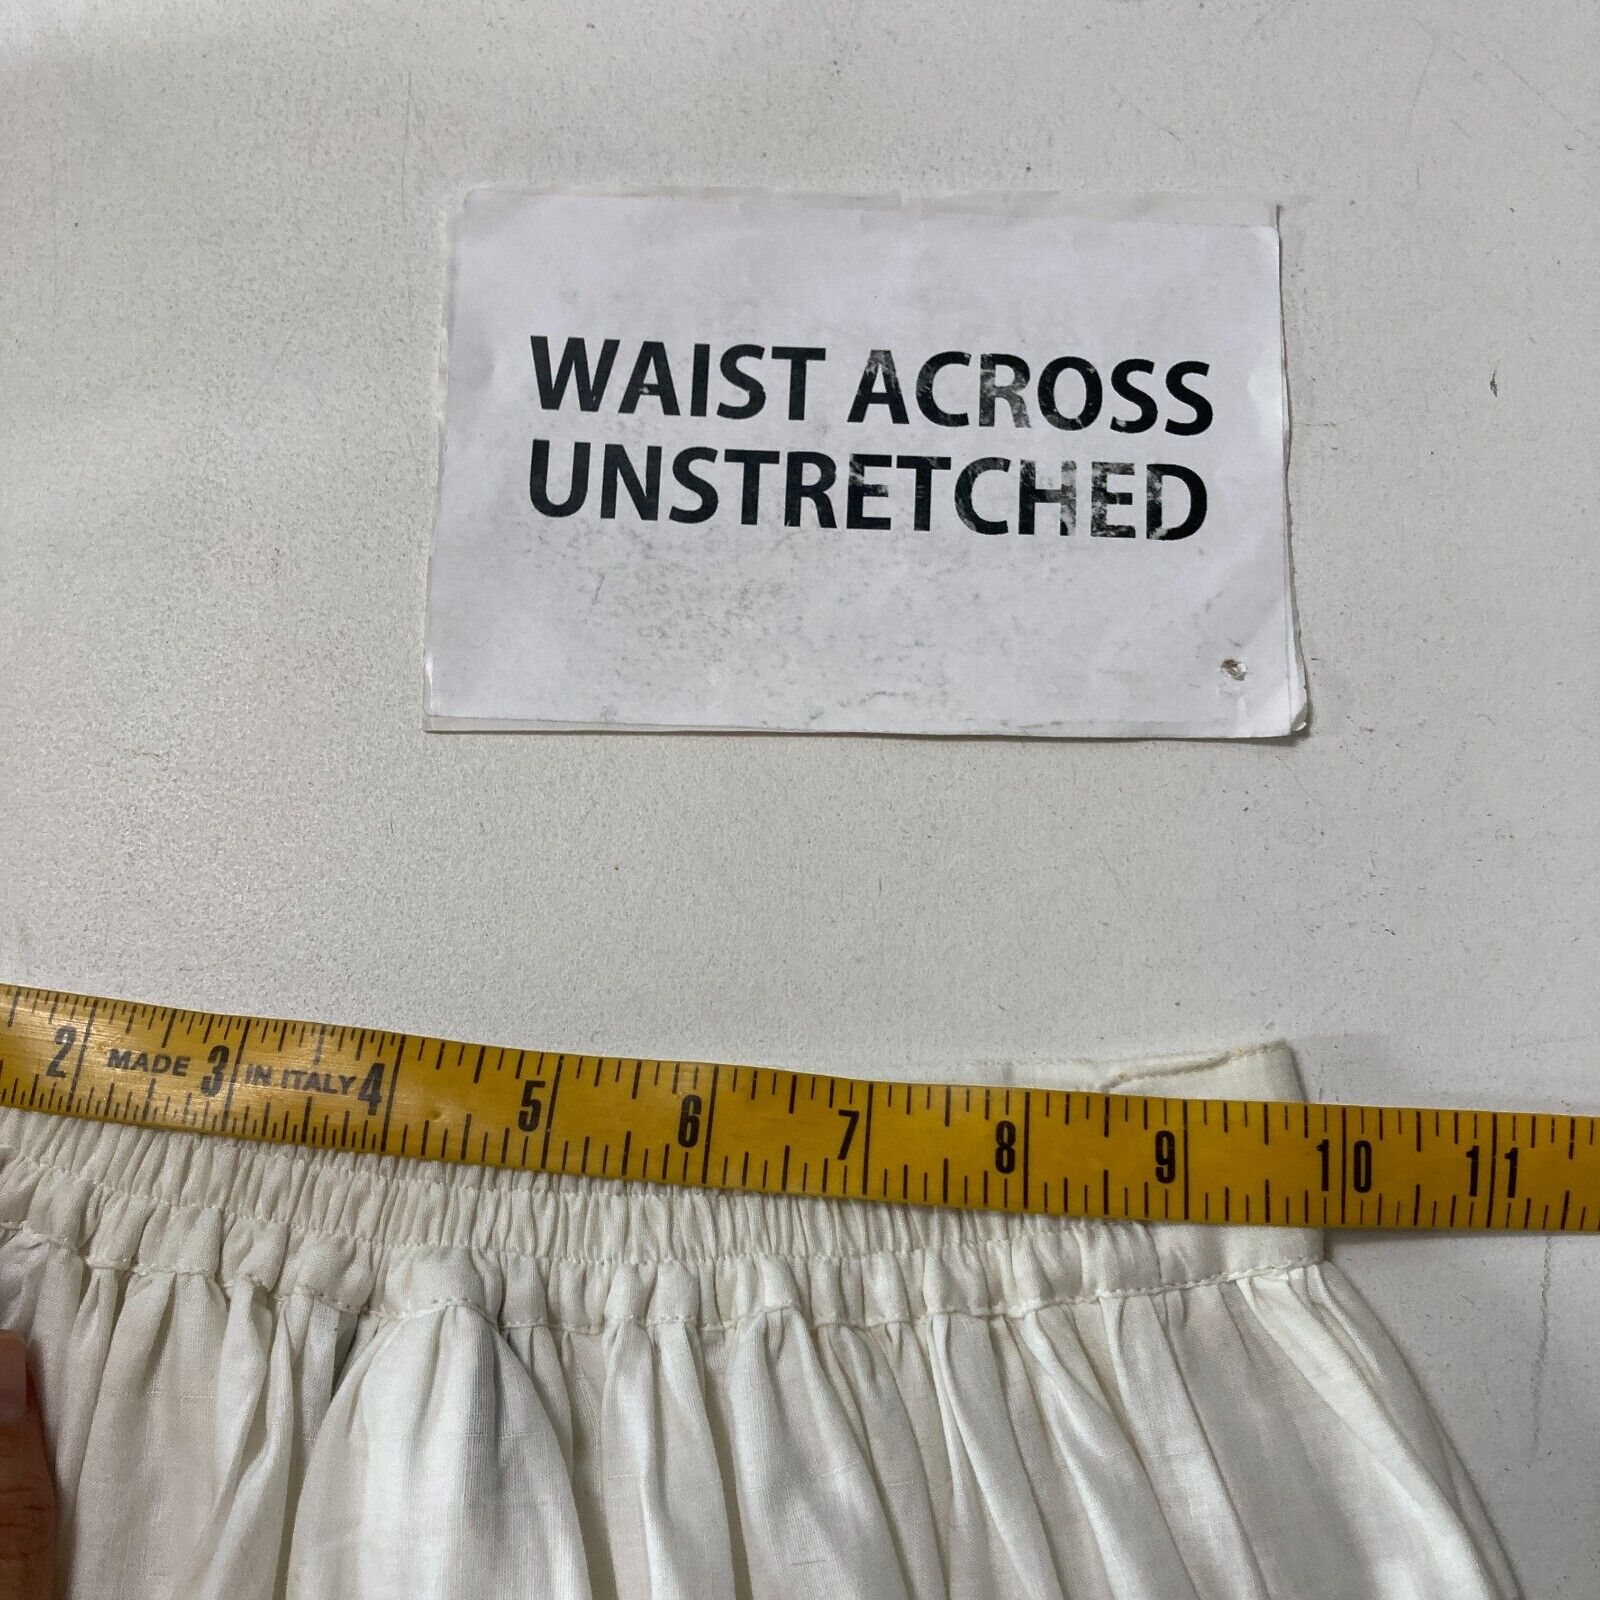 WAIST ACROSS
UNSTRETCHED
2 MADE 3 IN ITALY 4 5 6 7 8 9 10 11